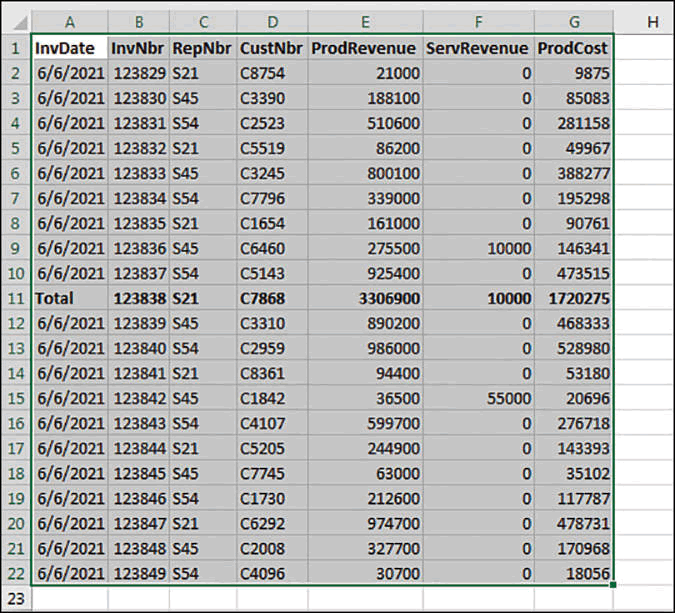 A B C D E F G H
1 InvDate InvNbr RepNbr CustNbr ProdRevenue ServRevenue ProdCost
2 6/6/2021 123829 S21 C8754 21000 0 9875
3 6/6/2021 123830 S45 C3390 188100 0 85083
4 6/6/2021 123831 S54 C2523 510600 0 281158
5 6/6/2021 123832 S21 C5519 86200 0 49967
6 6/6/2021 123833 S45 C3245 800100 0 388277
7 6/6/2021 123834 S54 C7796 339000 0 195298
8 6/6/2021 123835 S21 C1654 161000 0 90761
9 6/6/2021 123836 S45 C6460 275500 10000 146341
10 6/6/2021 123837 S54 C5143 925400 0 473515
11 Total 123838 S21 C7868 3306900 10000 1720275
12 6/6/2021 123839 S45 C3310 890200 0 468333
13 6/6/2021 123840 S54 C2959 986000 0 528980
14 6/6/2021 123841 S21 C8361 94400 0 53180
15 6/6/2021 123842 S45 C1842 36500 55000 20696
16 6/6/2021 123843 S54 C4107 599700 0 276718
17 6/6/2021 123844 S21 C5205 244900 0 143393
18 6/6/2021 123845 S45 C7745 63000 0 35102
19 6/6/2021 123846 S54 C1730 212600 0 117787
20 6/6/2021 123847 S21 C6292 974700 0 478731
21 6/6/2021 123848 S45 C2008 327700 0 170968
22 6/6/2021 123849 S54 C4096 30700 0 18056
23